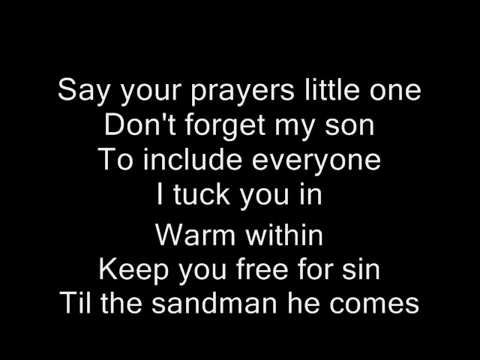 Say your prayers little one
Don't forget my son
To include everyone
I tuck you in
Warm within
Keep you free for sin
Til the sandman he comes